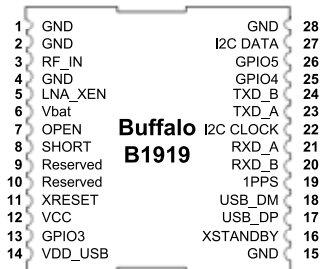 1 GND GND 28
2 GND I2C DATA 27
3 RF_IN GPIO5 26
4 GND GPIO4 25
5 LNA_XEN TXD_B 24
6 Vbat TXD_A 23
7 OPEN Buffalo I2C CLOCK 22
8 SHORT B1919 RXD_A 21
9 Reserved RXD_B 20
10 Reserved 1PPS 19
11 XRESET USB_DM 18
12 VCC USB_DP 17
13 GPIO3 XSTANDBY 16
14 VDD_USB GND 15